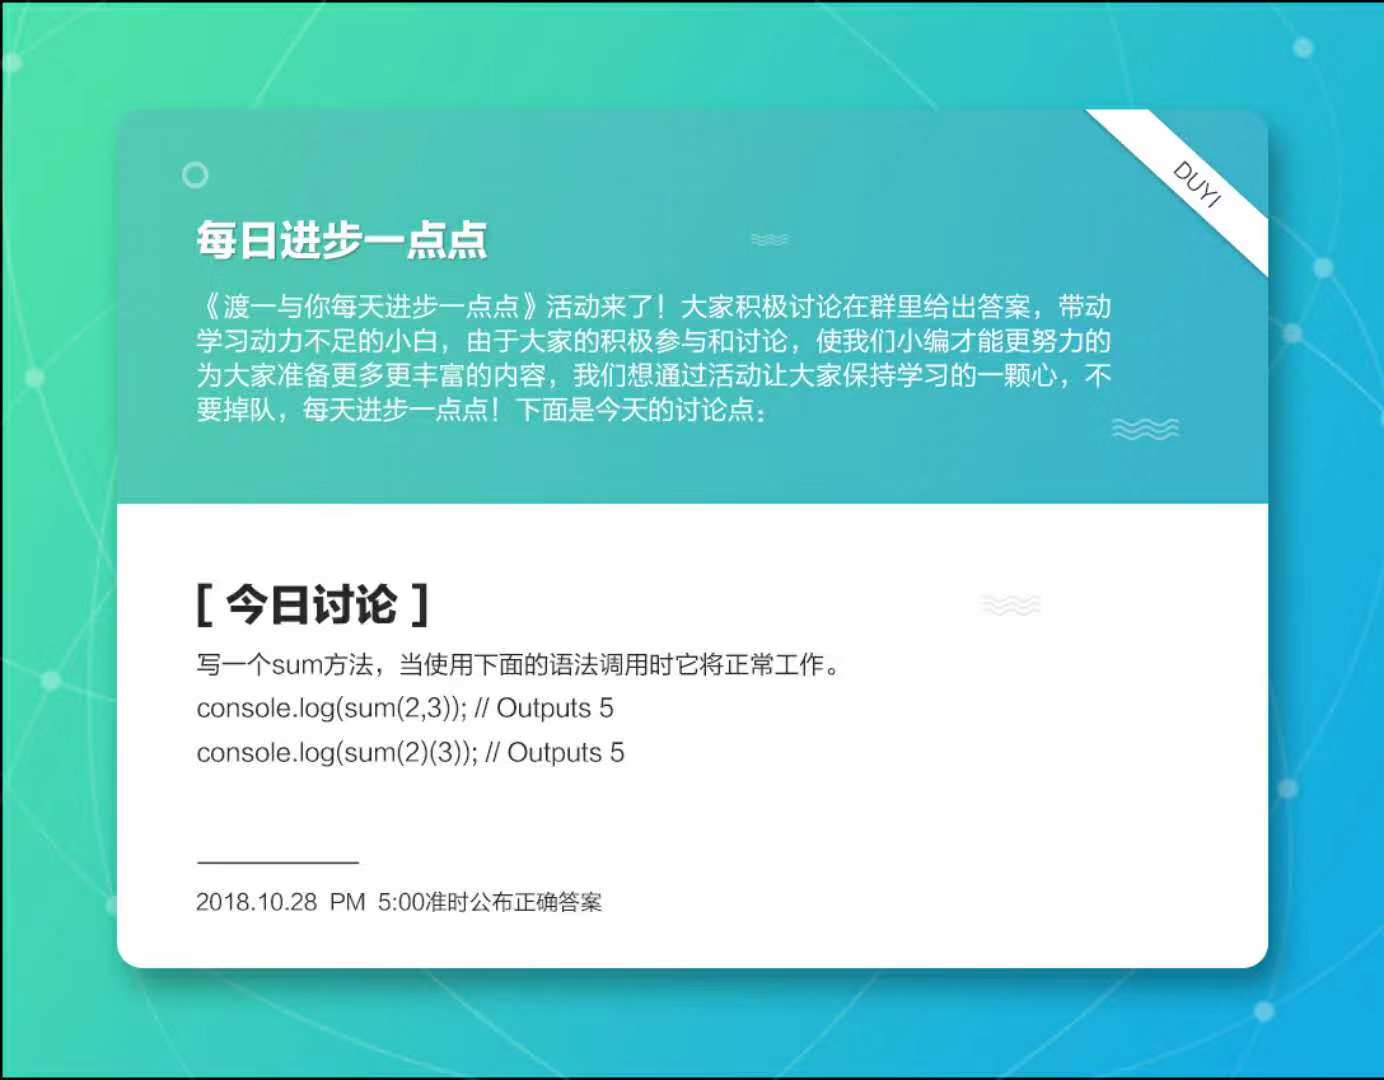 DUYI
每日进步一点点
《渡一与你每天进步一点点》活动来了！大家积极讨论在群里给出答案，带动
学习动力不足的小白，由于大家的积极参与和讨论，使我们小编才能更努力的
为大家准备更多更丰富的内容，我们想通过活动让大家保持学习的一颗心，不
要掉队，每天进步一点点！下面是今天的讨论点：
[ 今日讨论 ]
写一个sum方法，当使用下面的语法调用时它将正常工作。
console.log(sum(2,3)); // Outputs 5
console.log(sum(2)(3)); // Outputs 5
2018.10.28 PM 5:00准时公布正确答案